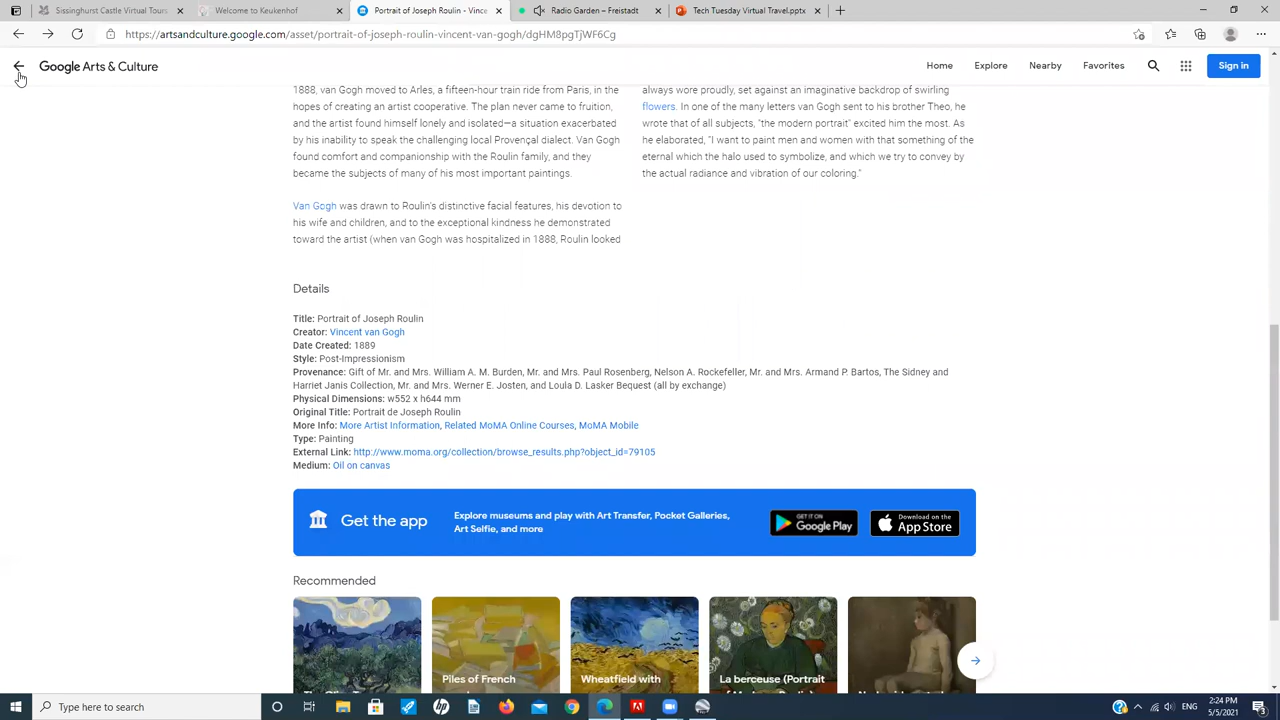 Sissinghurst Castle Virtual Tours
Welcome to Keukenhof
Portrait of Joseph Roulin - Vince
Radio Garden – Freistadt
Travel Tech Tips.pptx
https://artsandculture.google.com/asset/portrait-of-joseph-roulin-vincent-van-gogh/dgHM8pgTjWF6Cg
Google Arts & Culture
Home
Explore
Nearby
Favorites
Sign in
1888, van Gogh moved to Arles, a fifteen-hour train ride from Paris, in the
hopes of creating an artist cooperative. The plan never came to fruition,
and the artist found himself lonely and isolated—a situation exacerbated
by his inability to speak the challenging local Provençal dialect. Van Gogh
found comfort and companionship with the Roulin family, and they
became the subjects of many of his most important paintings.
Van Gogh was drawn to Roulin's distinctive facial features, his devotion to
his wife and children, and to the exceptional kindness he demonstrated
toward the artist (when van Gogh was hospitalized in 1888, Roulin looked
always wore proudly, set against an imaginative backdrop of swirling
flowers. In one of the many letters van Gogh sent to his brother Theo, he
wrote that of all subjects, "the modern portrait" excited him the most. As
he elaborated, "I want to paint men and women with that something of the
eternal which the halo used to symbolize, and which we try to convey by
the actual radiance and vibration of our coloring."
Details
Title: Portrait of Joseph Roulin
Creator: Vincent van Gogh
Date Created: 1889
Style: Post-Impressionism
Provenance: Gift of Mr. and Mrs. William A. M. Burden, Mr. and Mrs. Paul Rosenberg, Nelson A. Rockefeller, Mr. and Mrs. Armand P. Bartos, The Sidney and
Harriet Janis Collection, Mr. and Mrs. Werner E. Josten, and Loula D. Lasker Bequest (all by exchange)
Physical Dimensions: w552 x h644 mm
Original Title: Portrait de Joseph Roulin
More Info: More Artist Information, Related MoMA Online Courses, MoMA Mobile
Type: Painting
External Link: http://www.moma.org/collection/browse_results.php?object_id=79105
Medium: Oil on canvas
Get the app
Explore museums and play with Art Transfer, Pocket Galleries,
Art Selfie, and more
GET IT ON
Google Play
Download on the
App Store
Recommended
Piles of French
Wheatfield with
La berceuse (Portrait
Type here to search
2:24 PM
5/5/2021